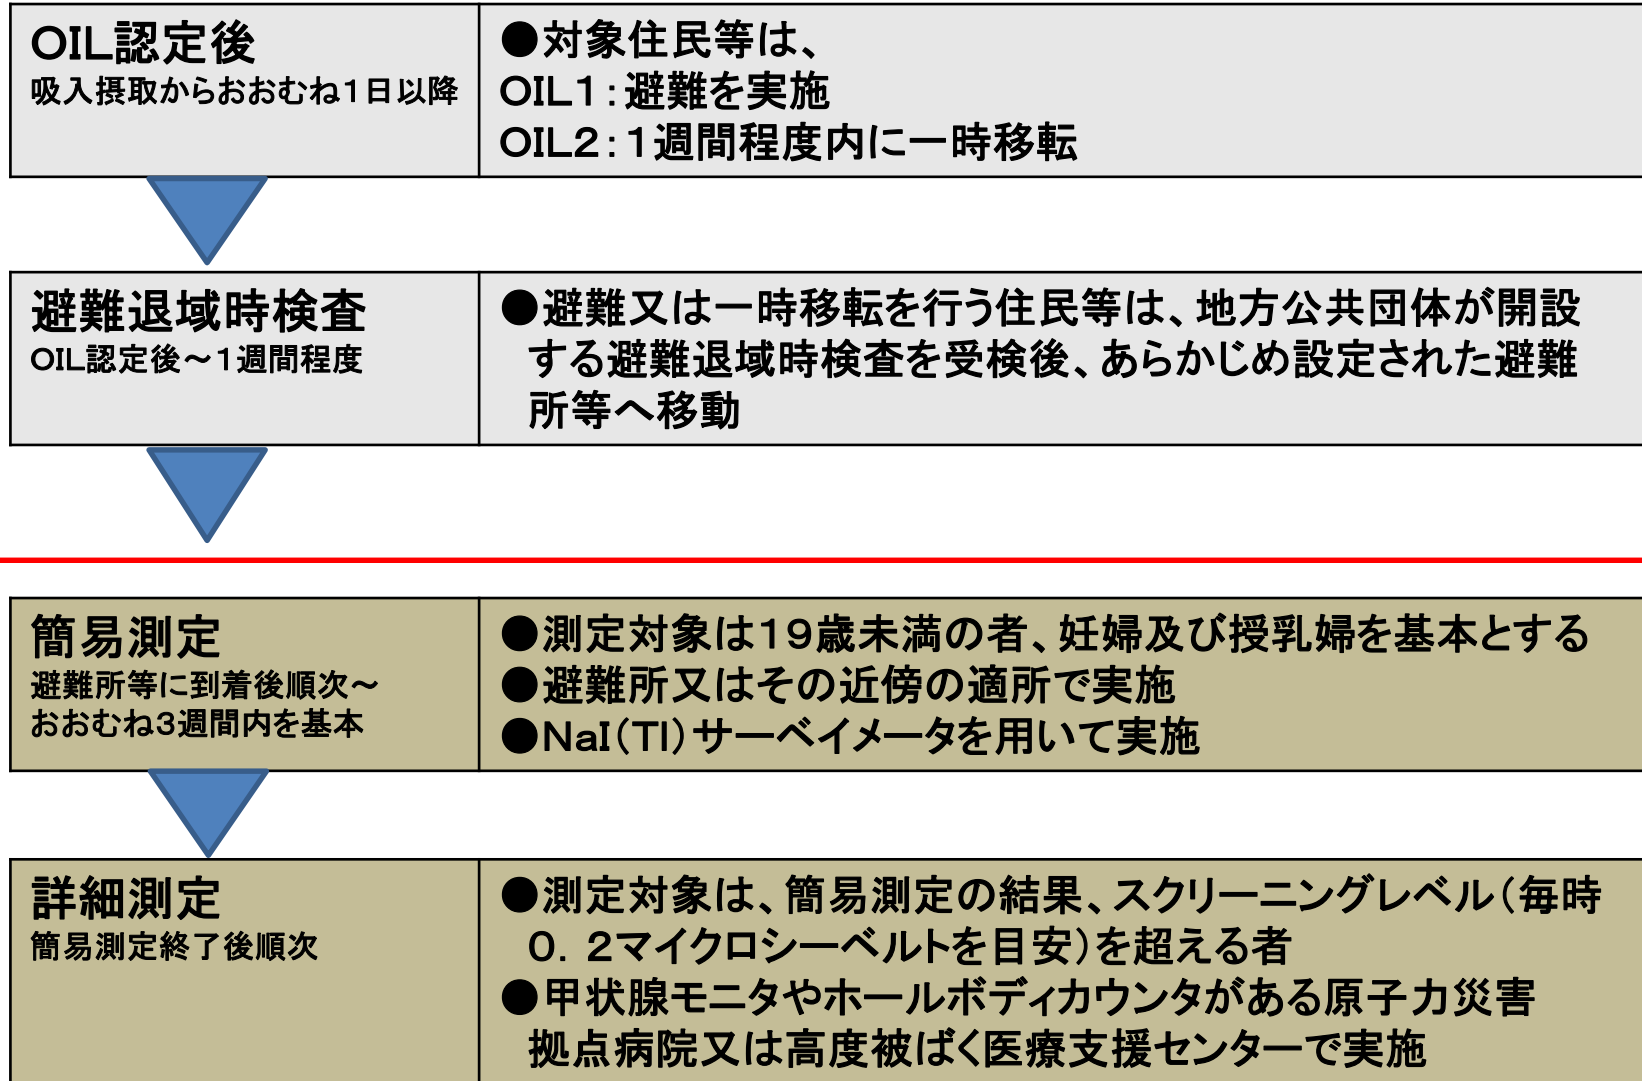 OIL認定後
吸入摂取からおおむね1日以降
●対象住民等は、
OIL1：避難を実施
OIL2：1週間程度内に一時移転
避難退域時検査
OIL認定後～1週間程度
●避難又は一時移転を行う住民等は、地方公共団体が開設
する避難退域時検査を受検後、あらかじめ設定された避難
所等へ移動
簡易測定
避難所等に到着後順次～
おおむね3週間内を基本
●測定対象は19歳未満の者、妊婦及び授乳婦を基本とする
●避難所又はその近傍の適所で実施
●NaI（Tl）サーベイメータを用いて実施
詳細測定
簡易測定終了後順次
●測定対象は、簡易測定の結果、スクリーニングレベル（毎時
0．2マイクロシーベルトを目安）を超える者
●甲状腺モニタやホールボディカウンタがある原子力災害
拠点病院又は高度被ばく医療支援センターで実施